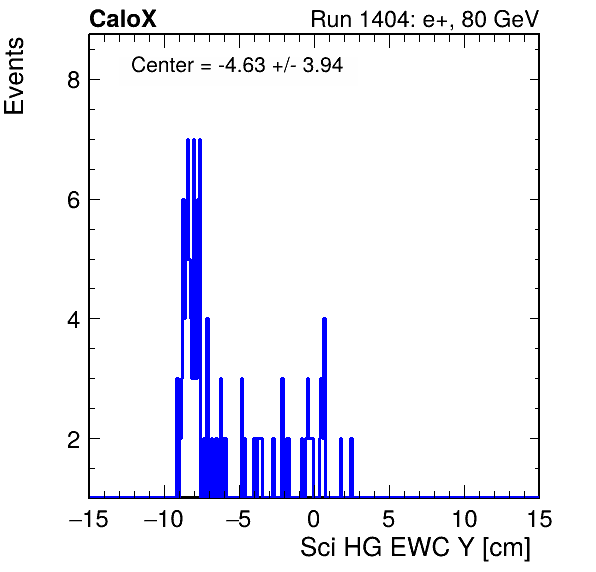 CaloX Run 1404: e+, 80 GeV
Center = -4.63 +/- 3.94
Events
8
6
4
2
−15 −10 −5 0 5 10 15
Sci HG EWC Y [cm]